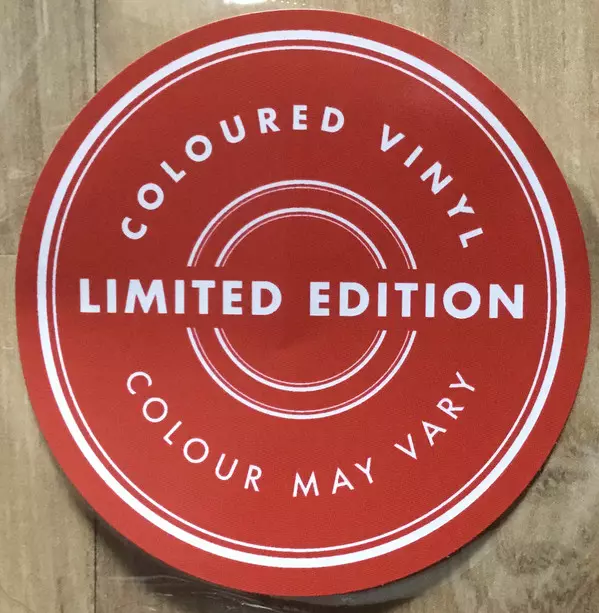 COLOURED VINYL
LIMITED EDITION
COLOUR MAY VARY